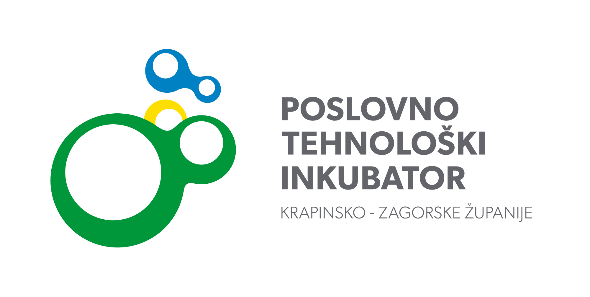 POSLOVNO
TEHNOLOŠKI
INKUBATOR
KRAPINSKO - ZAGORSKE ŽUPANIJE